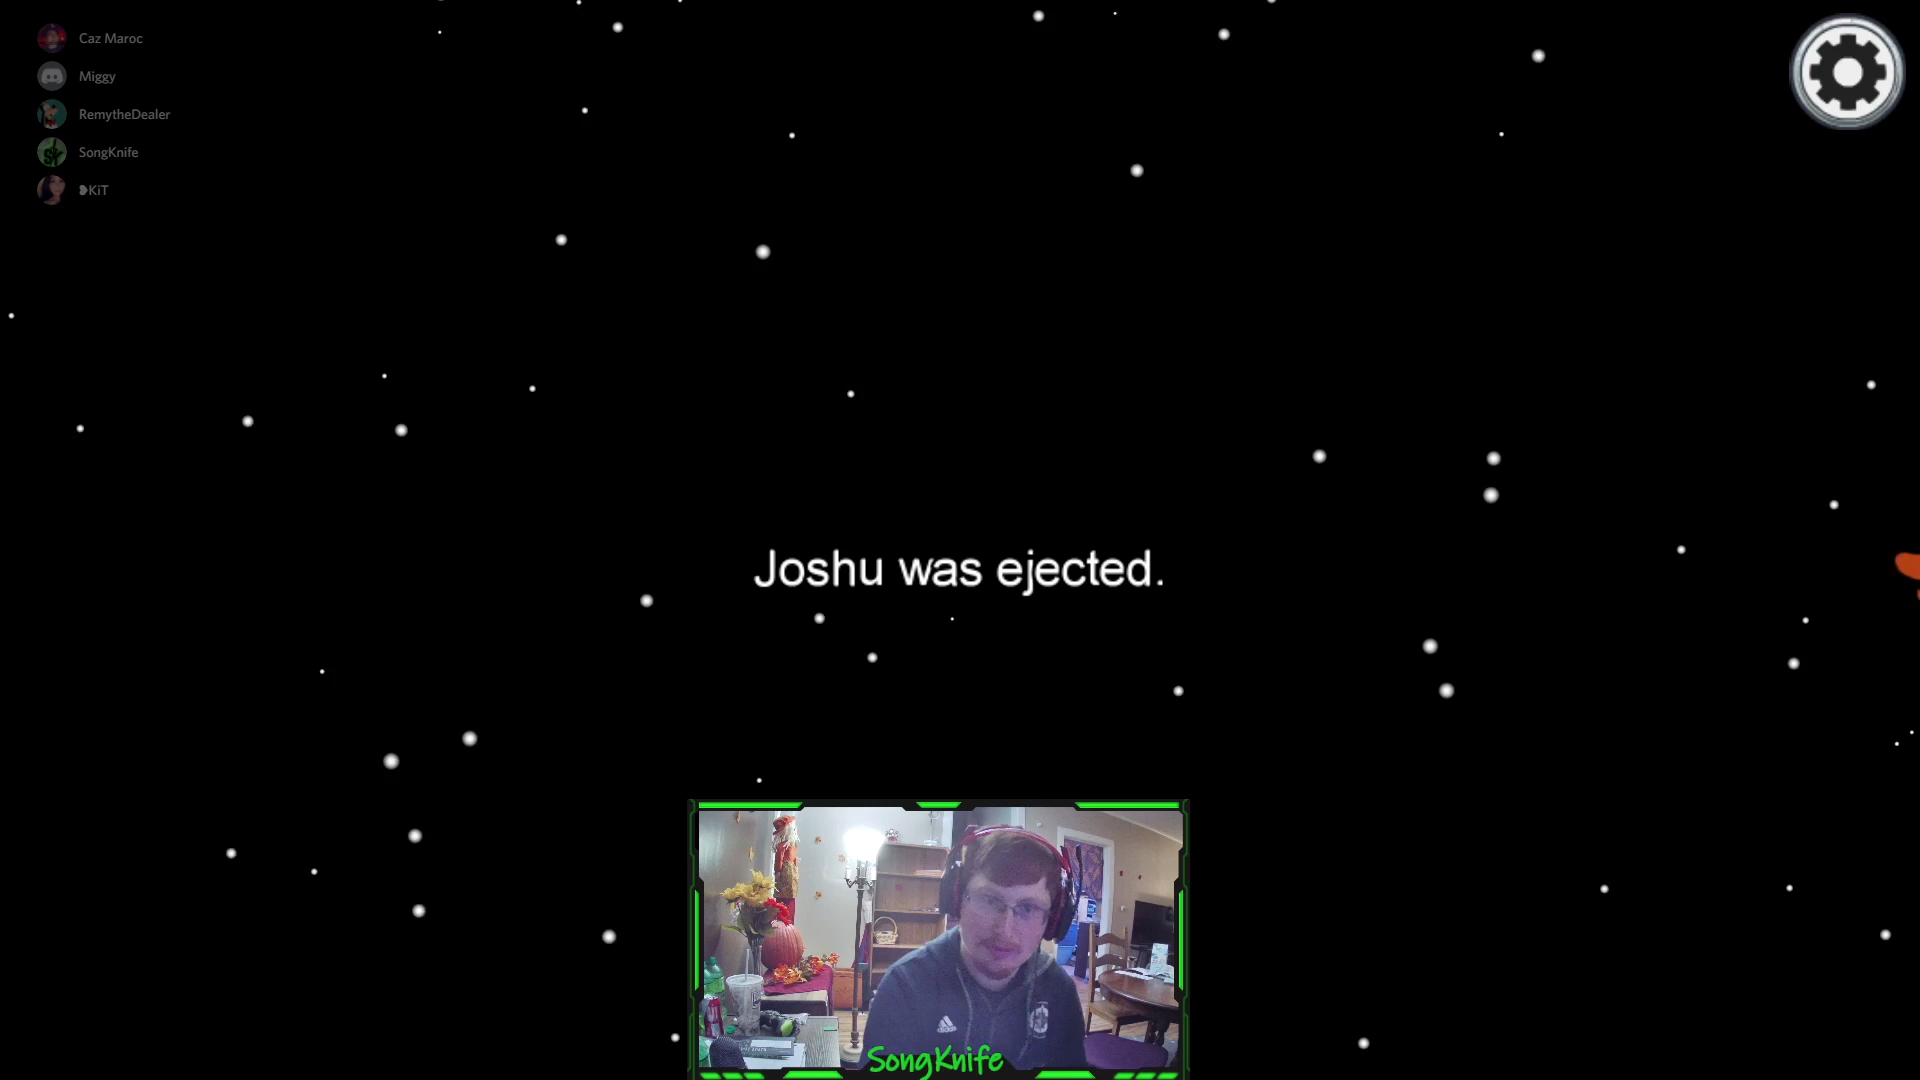 Caz Maroc
Miggy
RemytheDealer
SongKnife
❥KiT
Joshu was ejected.
SongKnife